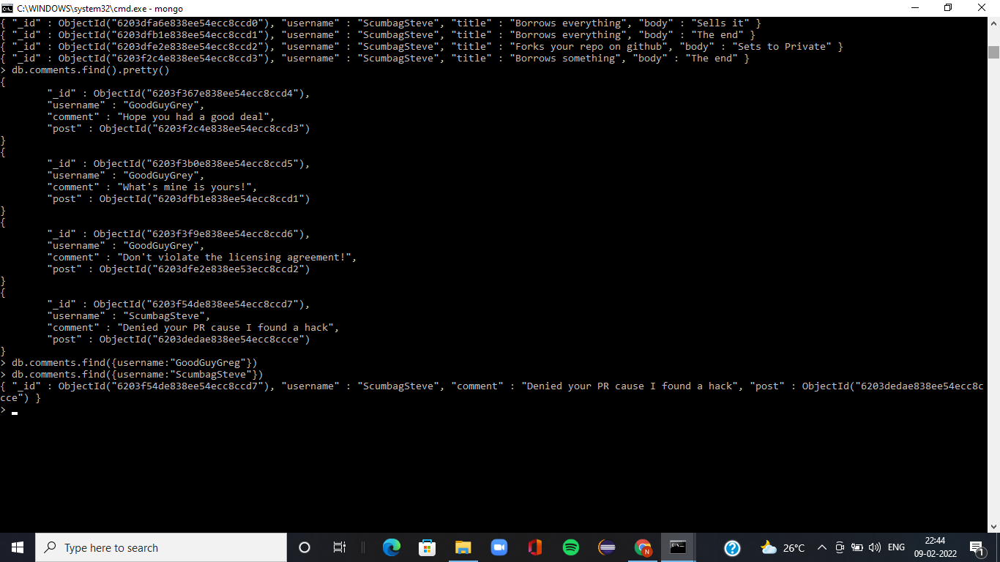 C:\WINDOWS\system32\cmd.exe - mongo
{ "_id" : ObjectId("6203dfa6e838ee54ecc8ccd0"), "username" : "ScumbagSteve", "title" : "Borrows everything", "body" : "Sells it" }
{ "_id" : ObjectId("6203dfb1e838ee54ecc8ccd1"), "username" : "ScumbagSteve", "title" : "Borrows everything", "body" : "The end" }
{ "_id" : ObjectId("6203dfe2e838ee54ecc8ccd2"), "username" : "ScumbagSteve", "title" : "Forks your repo on github", "body" : "Sets to Private" }
{ "_id" : ObjectId("6203f2c4e838ee54ecc8ccd3"), "username" : "ScumbagSteve", "title" : "Borrows something", "body" : "The end" }
> db.comments.find().pretty()
{
"_id" : ObjectId("6203f367e838ee54ecc8ccd4"),
"username" : "GoodGuyGrey",
"comment" : "Hope you had a good deal",
"post" : ObjectId("6203f2c4e838ee54ecc8ccd3")
}
{
"_id" : ObjectId("6203f3b0e838ee54ecc8ccd5"),
"username" : "GoodGuyGrey",
"comment" : "What's mine is yours!",
"post" : ObjectId("6203dfb1e838ee54ecc8ccd1")
}
{
"_id" : ObjectId("6203f3f9e838ee54ecc8ccd6"),
"username" : "GoodGuyGrey",
"comment" : "Don't violate the licensing agreement!",
"post" : ObjectId("6203dfe2e838ee53ecc8ccd2")
}
{
"_id" : ObjectId("6203f54de838ee54ecc8ccd7"),
"username" : "ScumbagSteve",
"comment" : "Denied your PR cause I found a hack",
"post" : ObjectId("6203dedae838ee54ecc8ccce")
}
> db.comments.find({username:"GoodGuyGreg"})
> db.comments.find({username:"ScumbagSteve"})
{ "_id" : ObjectId("6203f54de838ee54ecc8ccd7"), "username" : "ScumbagSteve", "comment" : "Denied your PR cause I found a hack", "post" : ObjectId("6203dedae838ee54ecc8c
cce") }
>
Type here to search
N
26°C
ENG
22:44
09-02-2022
1